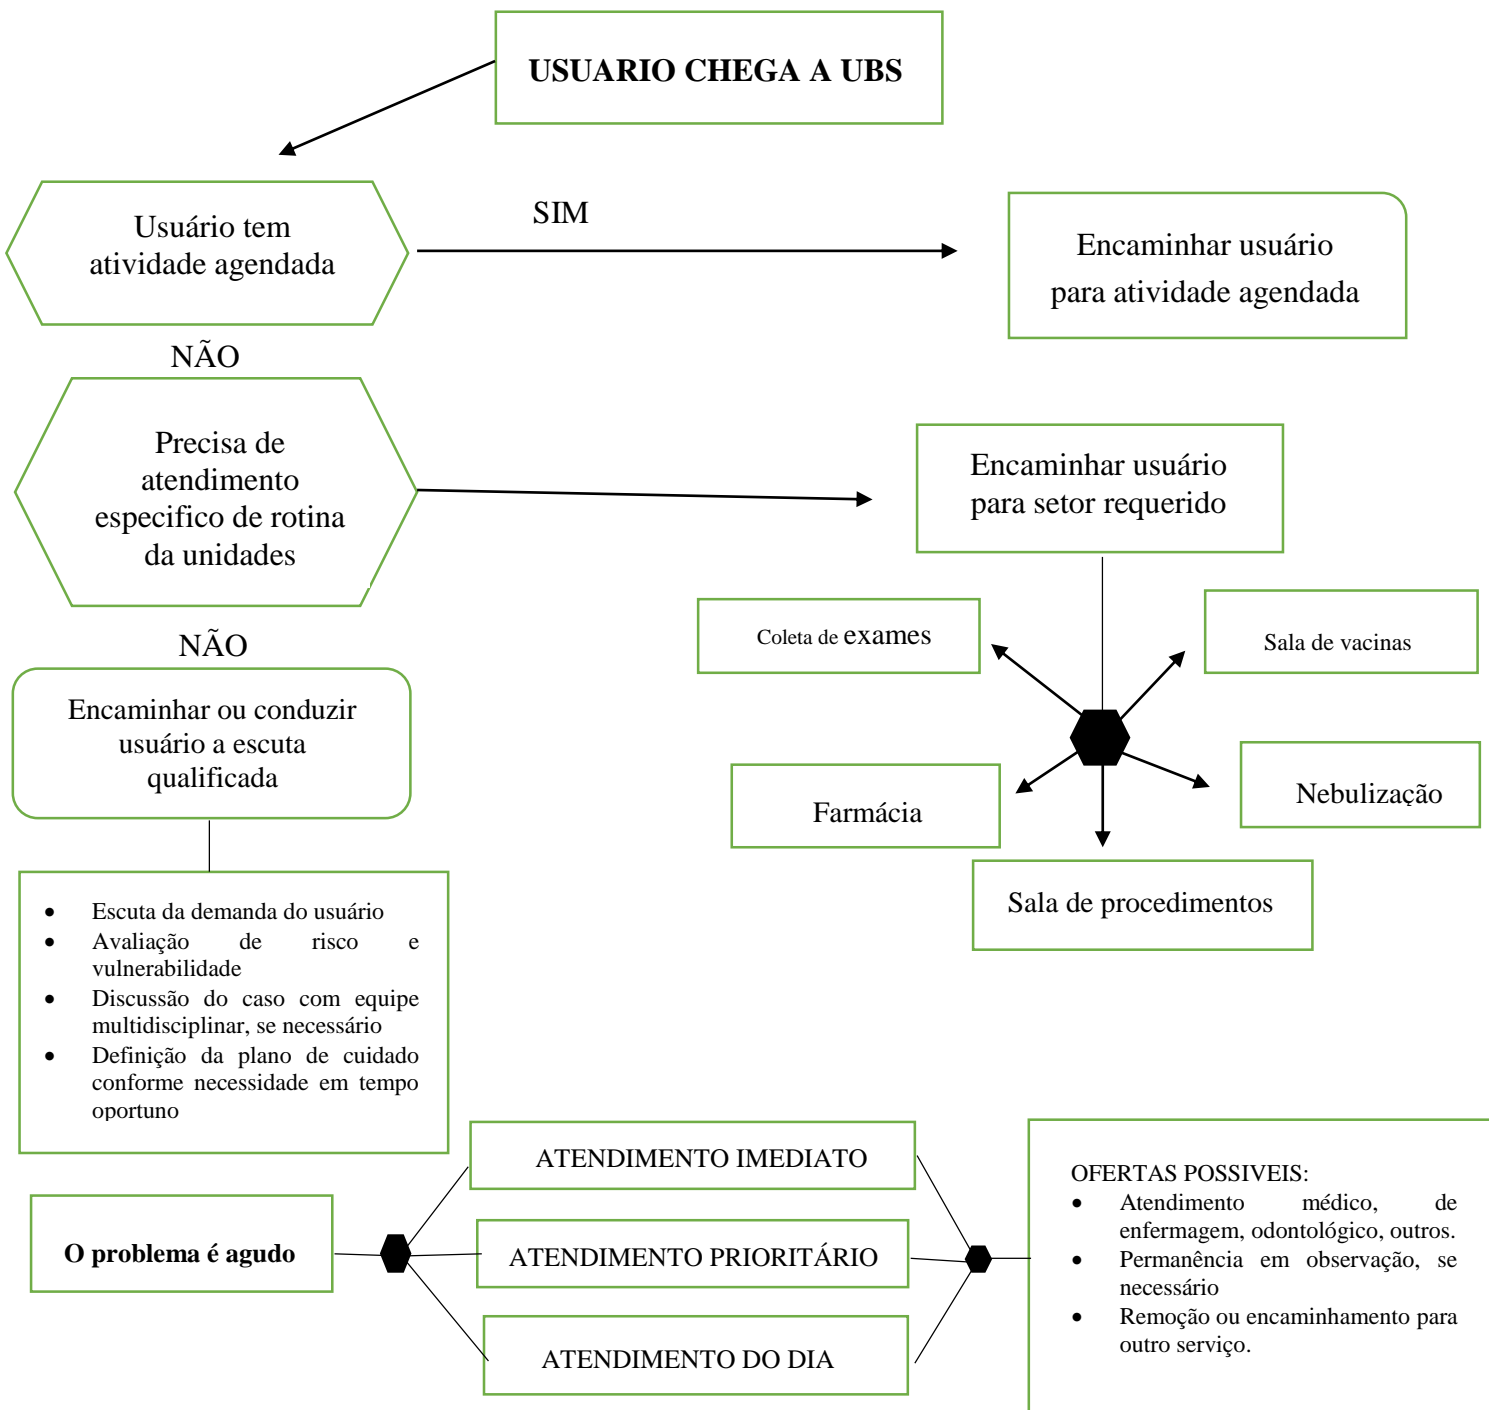 USUARIO CHEGA A UBS
Usuário tem
atividade agendada
SIM
Encaminhar usuário
para atividade agendada
NÃO
Precisa de
atendimento
especifico de rotina
da unidades
Encaminhar usuário
para setor requerido
Coleta de exames
Sala de vacinas
NÃO
Encaminhar ou conduzir
usuário a escuta
qualificada
Farmácia
Nebulização
Sala de procedimentos
• Escuta da demanda do usuário
• Avaliação de risco e
vulnerabilidade
• Discussão do caso com equipe
multidisciplinar, se necessário
• Definição da plano de cuidado
conforme necessidade em tempo
oportuno
O problema é agudo
ATENDIMENTO IMEDIATO
ATENDIMENTO PRIORITÁRIO
ATENDIMENTO DO DIA
OFERTAS POSSIVEIS:
• Atendimento médico, de
enfermagem, odontológico, outros.
• Permanência em observação, se
necessário
• Remoção ou encaminhamento para
outro serviço.